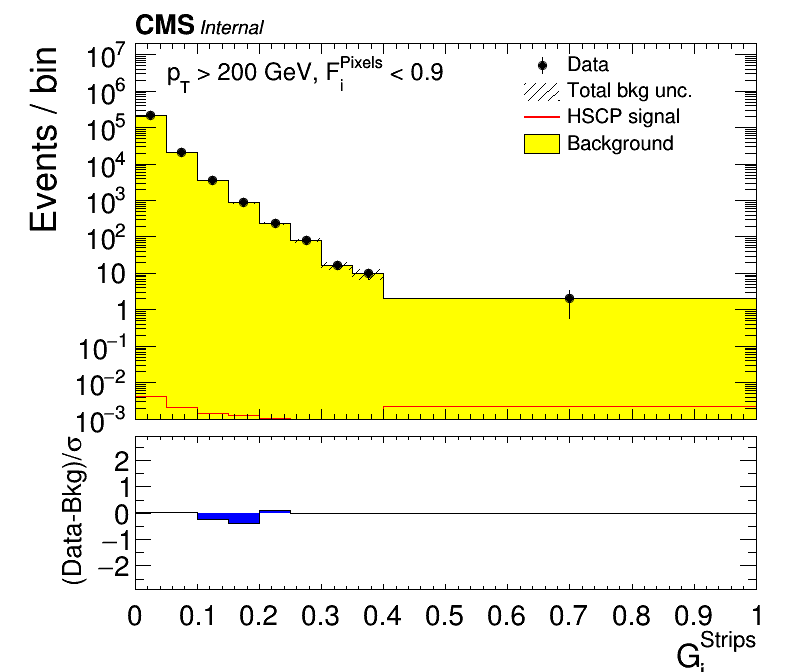 CMS Internal
p_T > 200 GeV, F_i^Pixels < 0.9
Data
Total bkg unc.
HSCP signal
Background
Events / bin
10^7
10^6
10^5
10^4
10^3
10^2
10
1
10^−1
10^−2
10^−3
(Data-Bkg)/σ
2
1
0
−1
−2
0 0.1 0.2 0.3 0.4 0.5 0.6 0.7 0.8 0.9 1
G_i^Strips